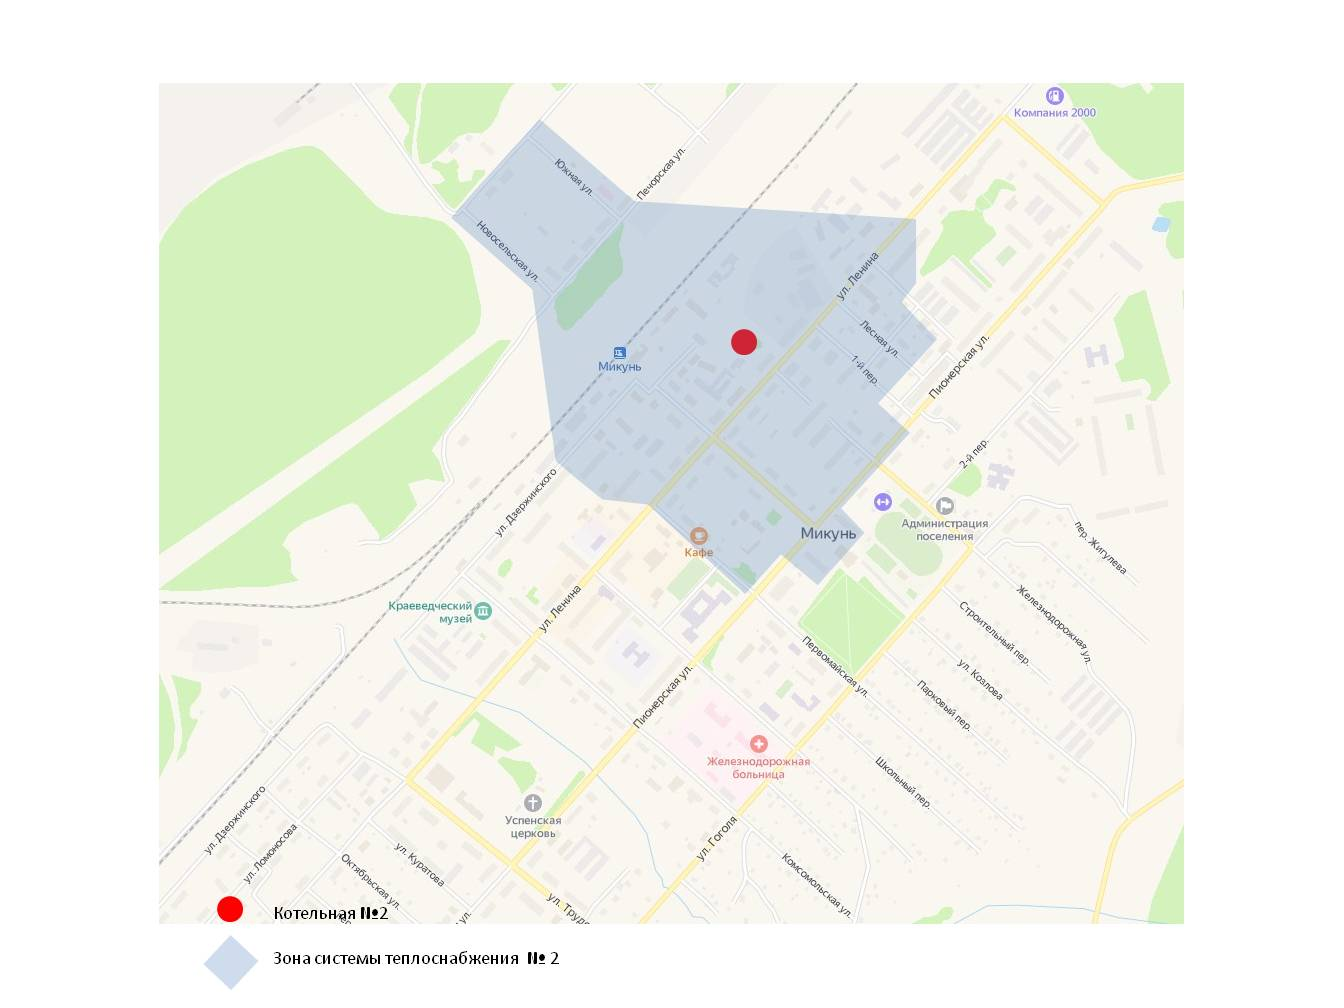 Компания 2000
Южная ул.
Печорская ул.
Новосельская ул.
ул. Ленина
Лесная ул.
1-й пер.
Пионерская ул.
Микунь
2-й пер.
ул. Дзержинского
Администрация
поселения
Микунь
Кафе
пер. Жигулева
Краеведческий
музей
ул. Ленина
Железнодорожная ул.
Строительный пер.
Первомайская ул.
ул. Козлова
Парковый пер.
Пионерская ул.
Железнодорожная
больница
Школьный пер.
Успенская
церковь
ул. Дзержинского
ул. Ломоносова
ул. Гоголя
ул. Куратова
Октябрьская ул.
Комсомольская ул.
ул.
Котельная №2
Зона системы теплоснабжения № 2